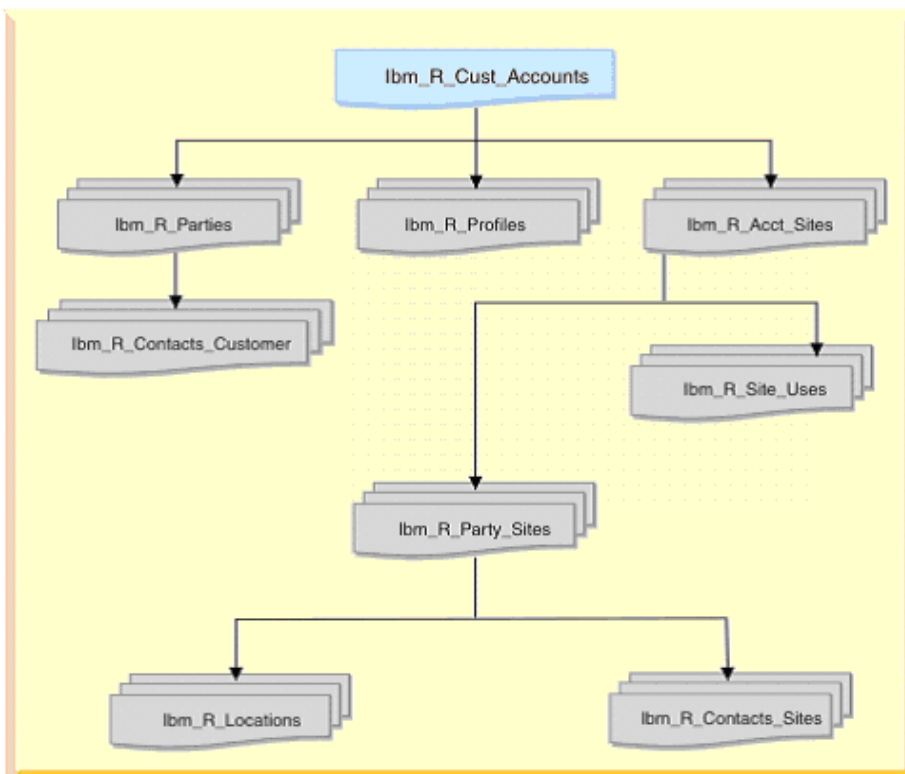 Ibm_R_Cust_Accounts
Ibm_R_Parties
Ibm_R_Profiles
Ibm_R_Acct_Sites
Ibm_R_Contacts_Customer
Ibm_R_Site_Uses
Ibm_R_Party_Sites
Ibm_R_Locations
Ibm_R_Contacts_Sites